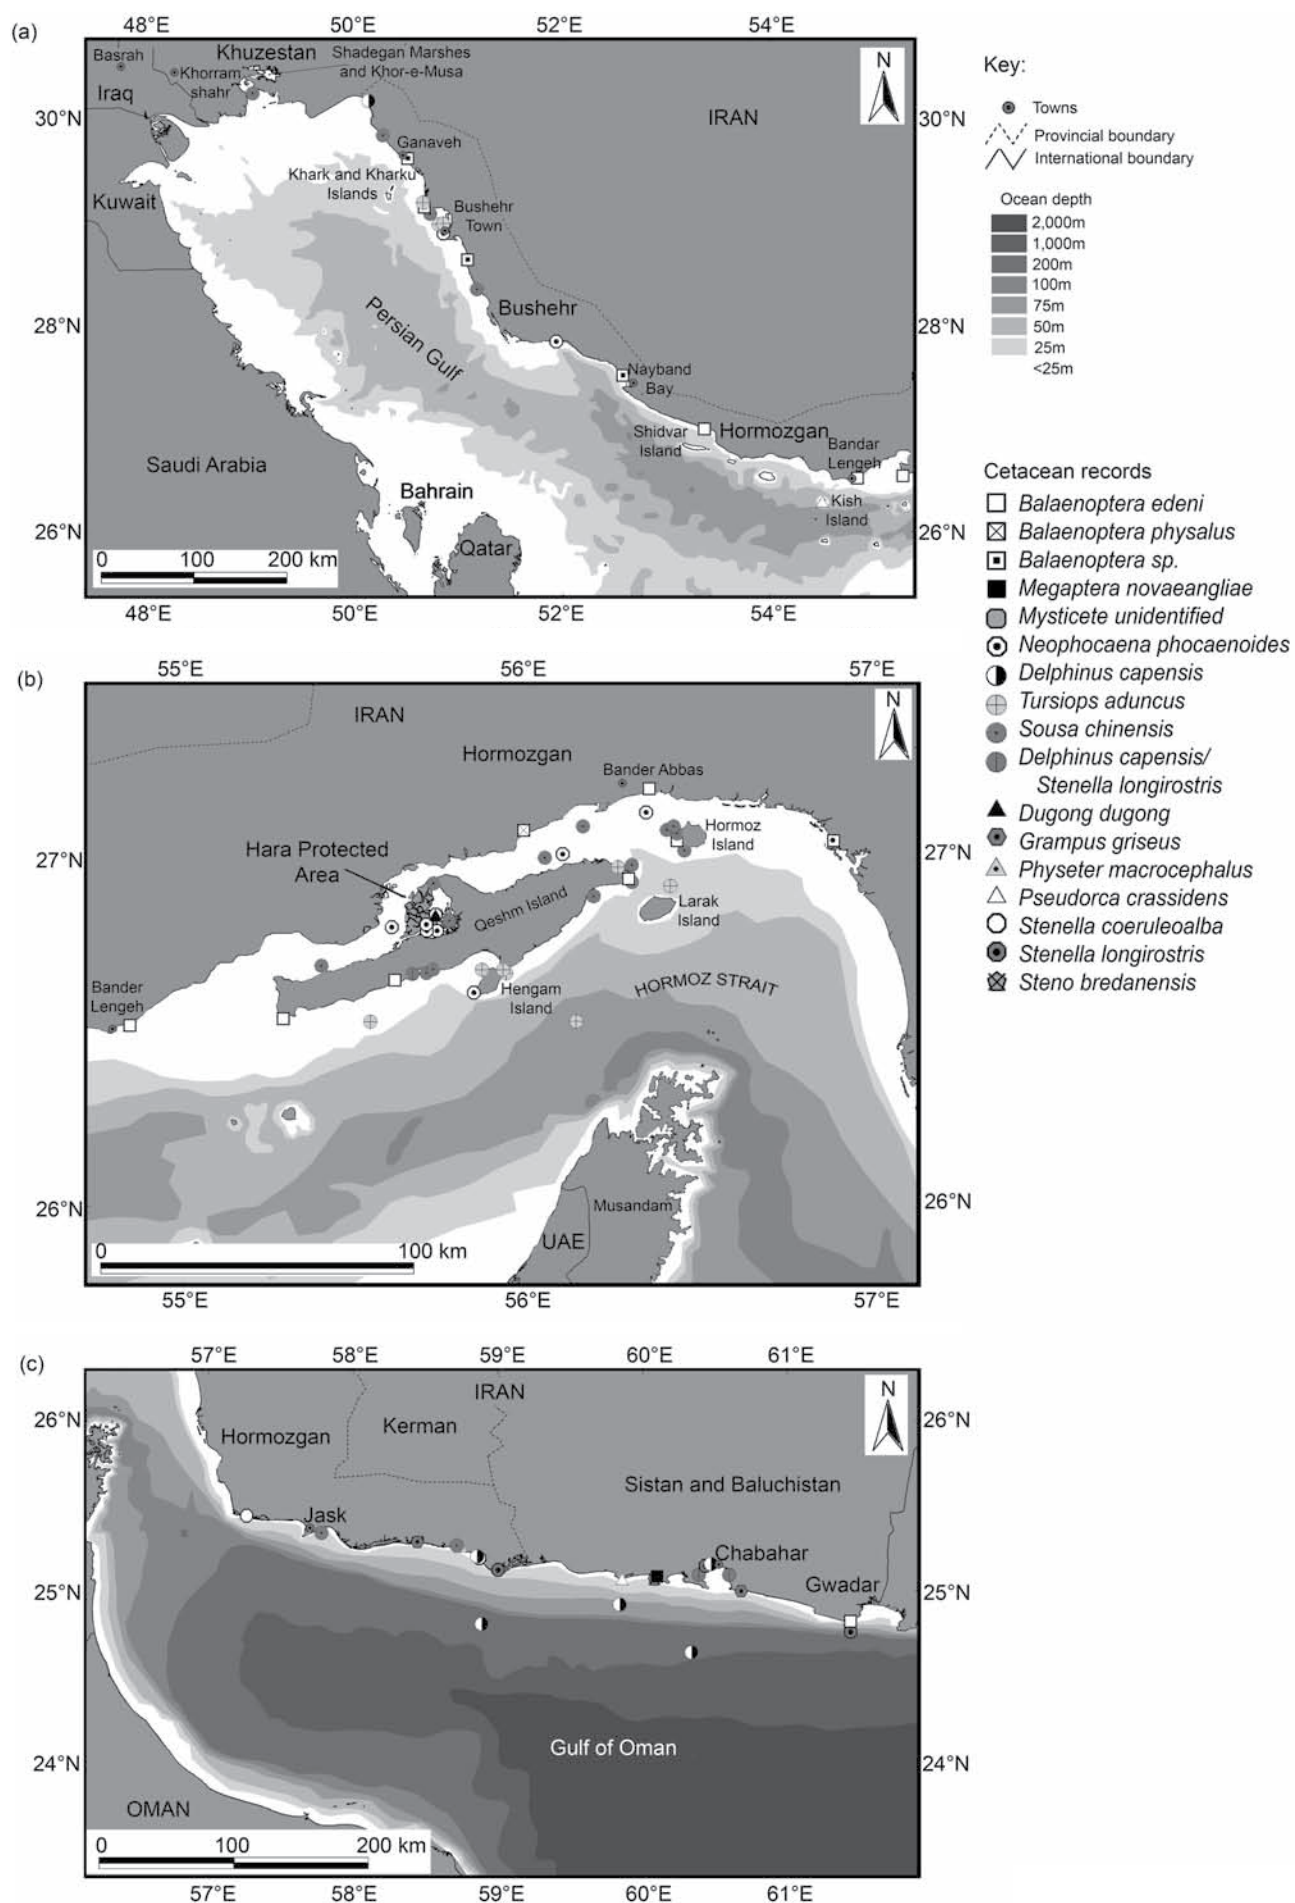 (a)
48°E 50°E 52°E 54°E
Basrah
Khuzestan
Shadegan Marshes
and Khor-e-Musa
Khorram
shahr
Iraq
N
30°N
IRAN
30°N
Ganaveh
Khark and Kharku
Islands
Kuwait
Bushehr
Town
Bushehr
28°N
28°N
Persian Gulf
Nayband
Bay
Shidvar
Island
Hormozgan
Bandar
Lengeh
Saudi Arabia
Bahrain
Kish
Island
26°N
26°N
Qatar
0 100 200 km
48°E 50°E 52°E 54°E
Key:
Towns
Provincial boundary
International boundary
Ocean depth
2,000m
1,000m
200m
100m
75m
50m
25m
<25m
Cetacean records
Balaenoptera edeni
Balaenoptera physalus
Balaenoptera sp.
Megaptera novaeangliae
Mysticete unidentified
Neophocaena phocaenoides
Delphinus capensis
Tursiops aduncus
Sousa chinensis
Delphinus capensis/
Stenella longirostris
Dugong dugong
Grampus griseus
Physeter macrocephalus
Pseudorca crassidens
Stenella coeruleoalba
Stenella longirostris
Steno bredanensis
(b)
55°E 56°E 57°E
N
IRAN
Hormozgan
Bander Abbas
Hormoz
Island
Hara Protected
Area
27°N
27°N
Qeshm Island
Larak
Island
Bander
Lengeh
Hengam
Island
HORMOZ STRAIT
26°N
26°N
Musandam
UAE
0 100 km
55°E 56°E 57°E
(c)
57°E 58°E 59°E 60°E 61°E
IRAN
N
26°N
26°N
Hormozgan
Kerman
Sistan and Baluchistan
Jask
Chabahar
25°N
Gwadar
25°N
Gulf of Oman
24°N
24°N
OMAN
0 100 200 km
57°E 58°E 59°E 60°E 61°E